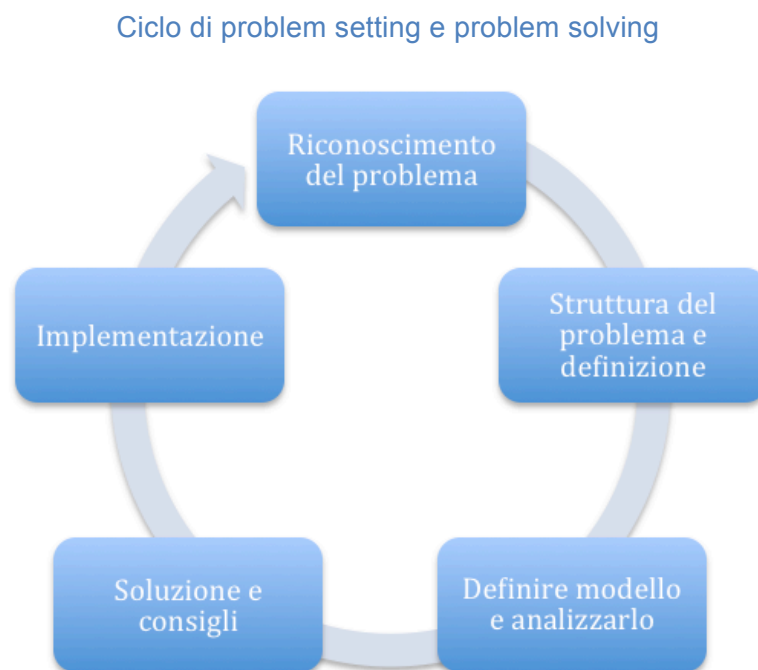 Ciclo di problem setting e problem solving
Riconoscimento
del problema
Struttura del
problema e
definizione
Definire modello
e analizzarlo
Soluzione e
consigli
Implementazione